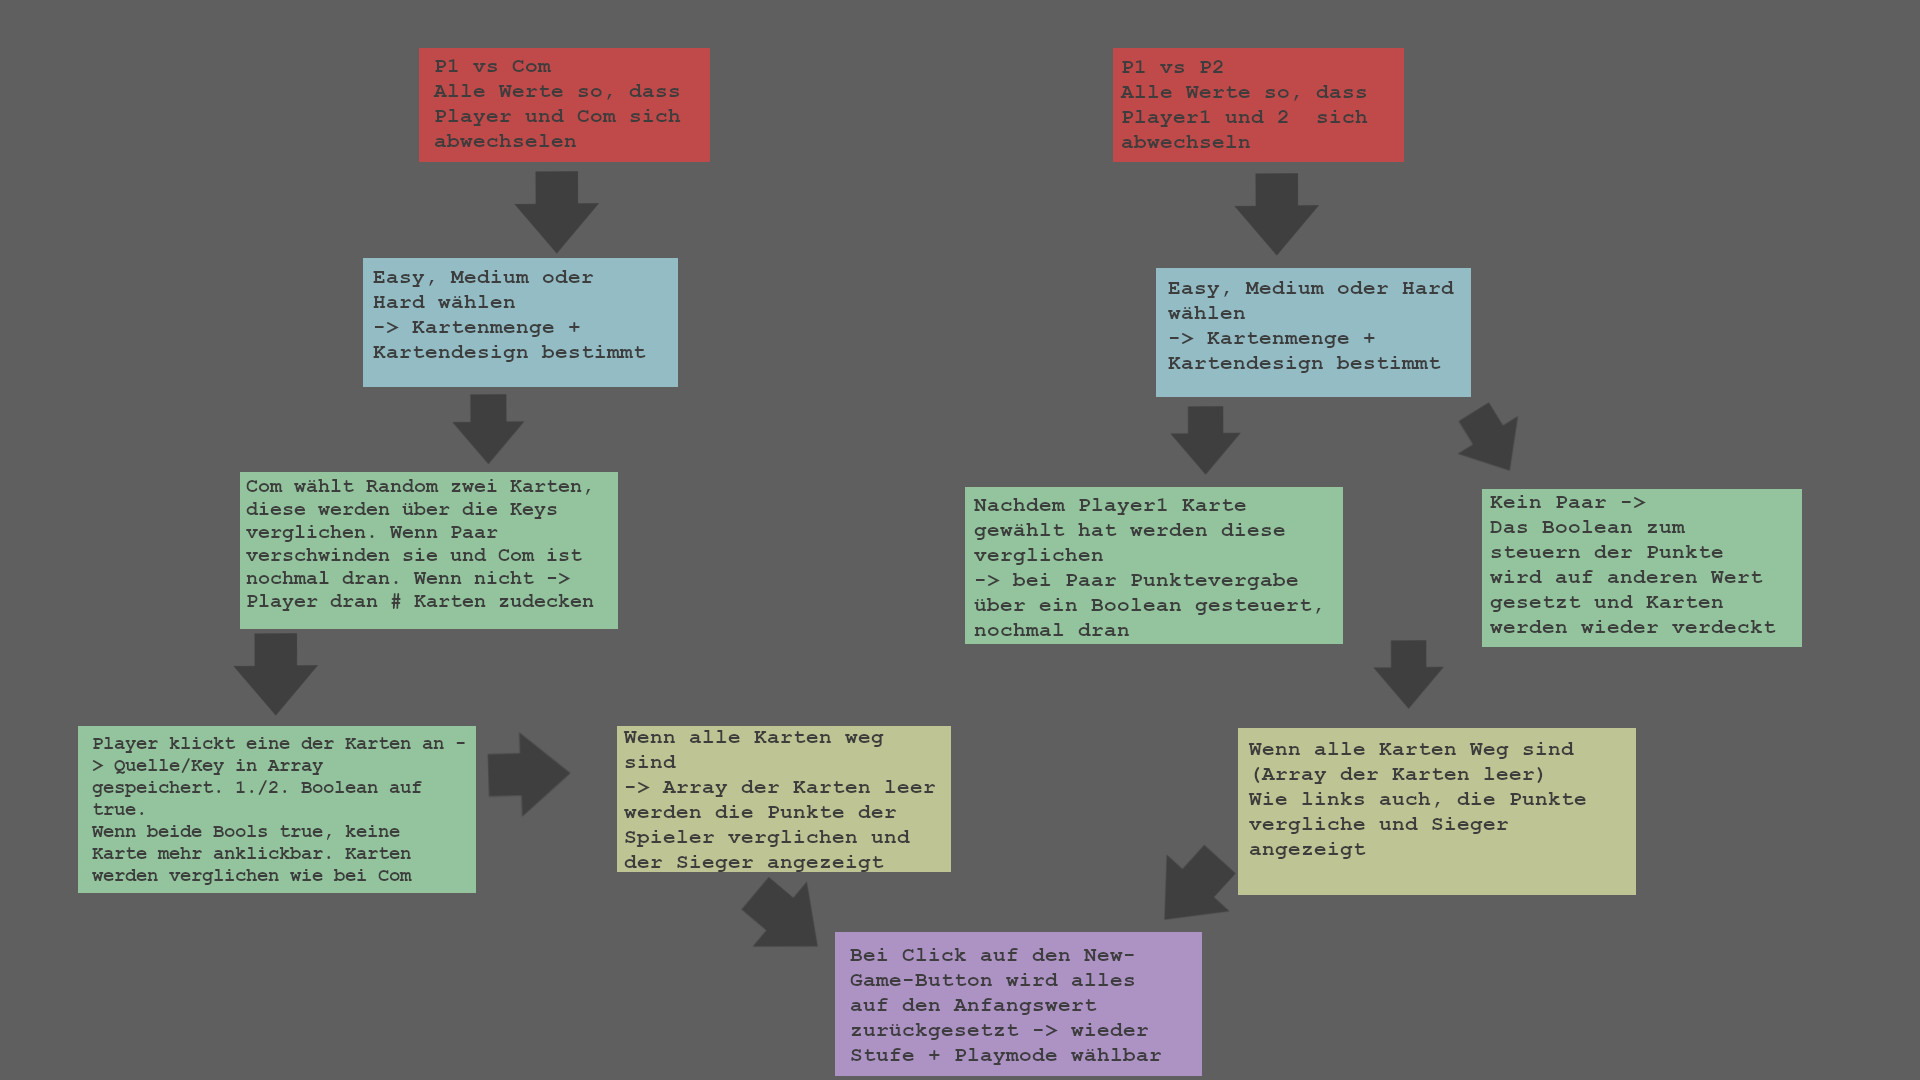 P1 vs Com
Alle Werte so, dass
Player und Com sich
abwechselen
P1 vs P2
Alle Werte so, dass
Player1 und 2  sich
abwechseln
Easy, Medium oder
Hard wählen
-> Kartenmenge +
Kartendesign bestimmt
Easy, Medium oder Hard
wählen
-> Kartenmenge +
Kartendesign bestimmt
Com wählt Random zwei Karten,
diese werden über die Keys
verglichen. Wenn Paar
verschwinden sie und Com ist
nochmal dran. Wenn nicht ->
Player dran # Karten zudecken
Nachdem Player1 Karte
gewählt hat werden diese
verglichen
-> bei Paar Punktevergabe
über ein Boolean gesteuert,
nochmal dran
Kein Paar ->
Das Boolean zum
steuern der Punkte
wird auf anderen Wert
gesetzt und Karten
werden wieder verdeckt
Player klickt eine der Karten an -
> Quelle/Key in Array
gespeichert. 1./2. Boolean auf
true.
Wenn beide Bools true, keine
Karte mehr anklickbar. Karten
werden verglichen wie bei Com
Wenn alle Karten weg
sind
-> Array der Karten leer
werden die Punkte der
Spieler verglichen und
der Sieger angezeigt
Wenn alle Karten Weg sind
(Array der Karten leer)
Wie links auch, die Punkte
vergliche und Sieger
angezeigt
Bei Click auf den New-
Game-Button wird alles
auf den Anfangswert
zurückgesetzt -> wieder
Stufe + Playmode wählbar